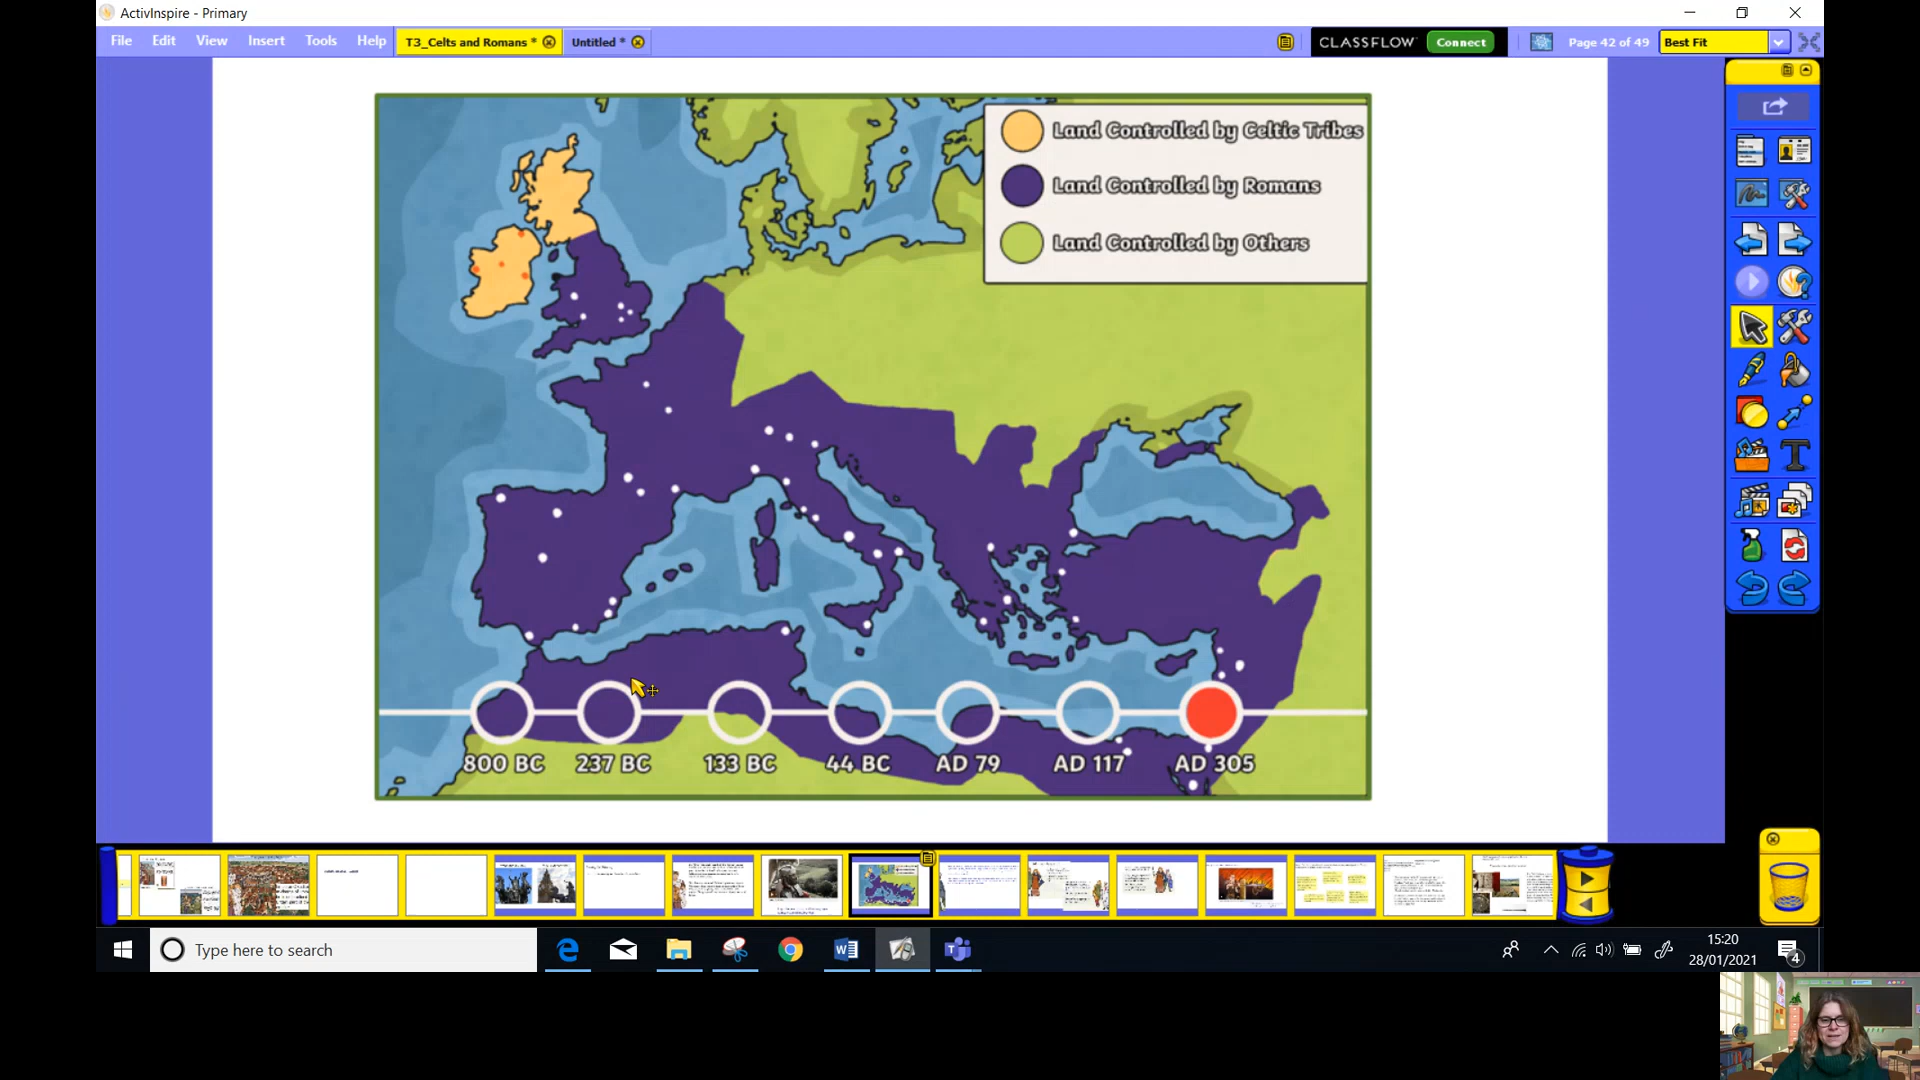 ActivInspire - Primary
File Edit View Insert Tools Help
T3_Celts and Romans *
Untitled *
CLASSFLOW Connect
Page 42 of 49
Best Fit
Land Controlled by Celtic Tribes
Land Controlled by Romans
Land Controlled by Others
800 BC 237 BC 133 BC 44 BC AD 79 AD 117 AD 305
Type here to search
15:20
28/01/2021
4